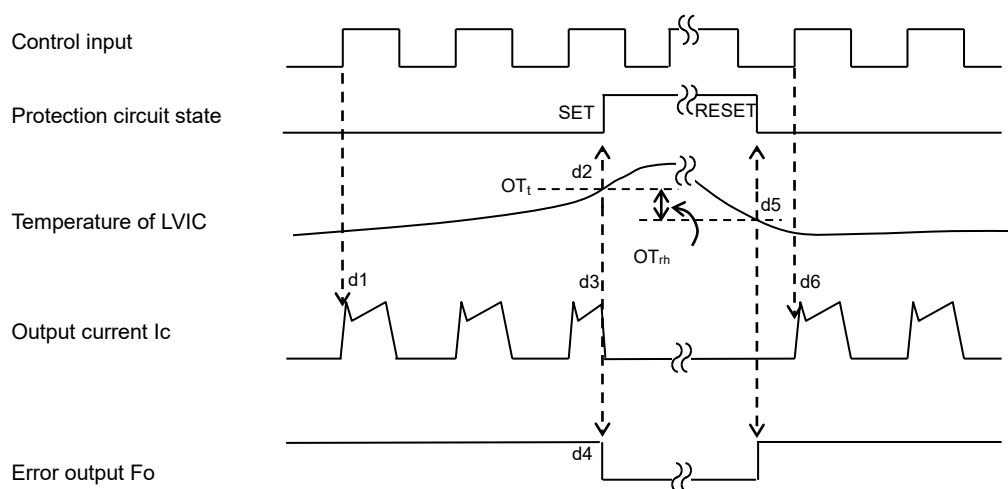 Control input
Protection circuit state
SET
RESET
d2
OTt
d5
Temperature of LVIC
OTrh
d1
d3
d6
Output current Ic
d4
Error output Fo